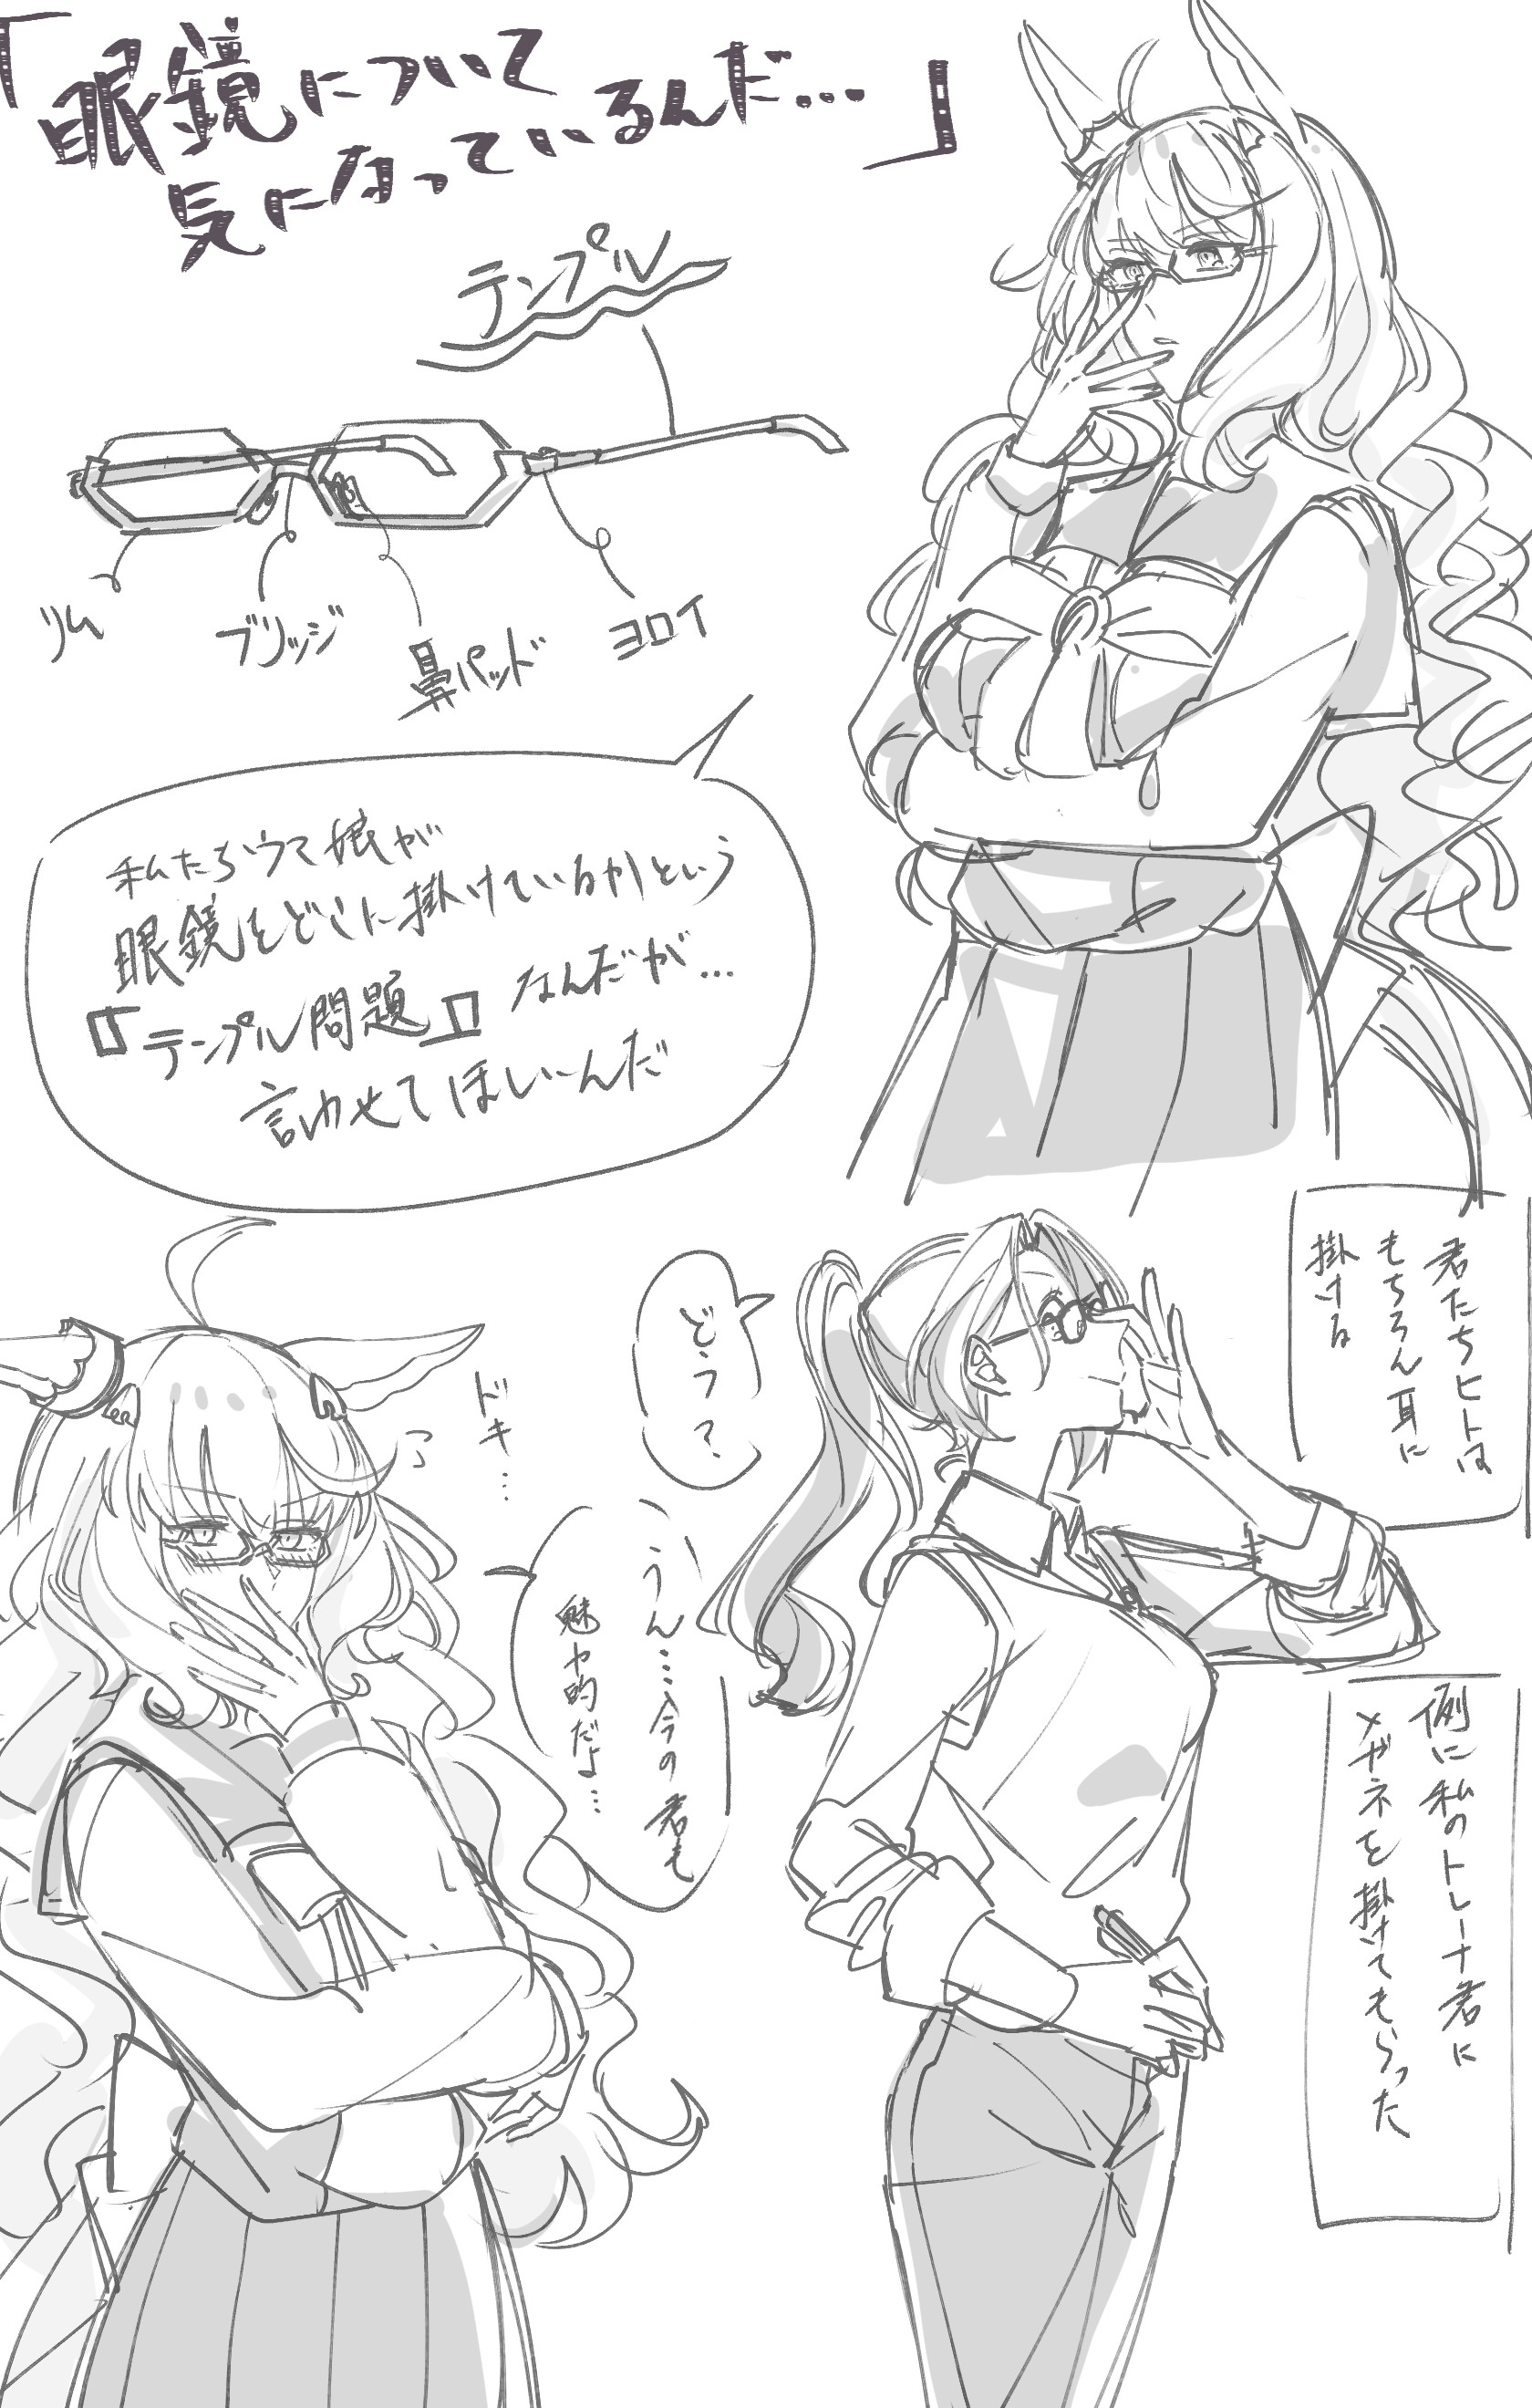 「眼鏡について
気になっているんだ…」
テンプル
リム
ブリッジ
鼻パッド
ヨロイ
私たちウマ娘が
眼鏡をどこに掛けているかという
『テンプル問題』なんだが…
言わせてほしいんだ
君たちヒトは
もちろん耳に
掛ける
どう?
例に私のトレーナー君に
メガネを掛けてもらった
ドキ…
うん……今の君も
魅力的だよ…